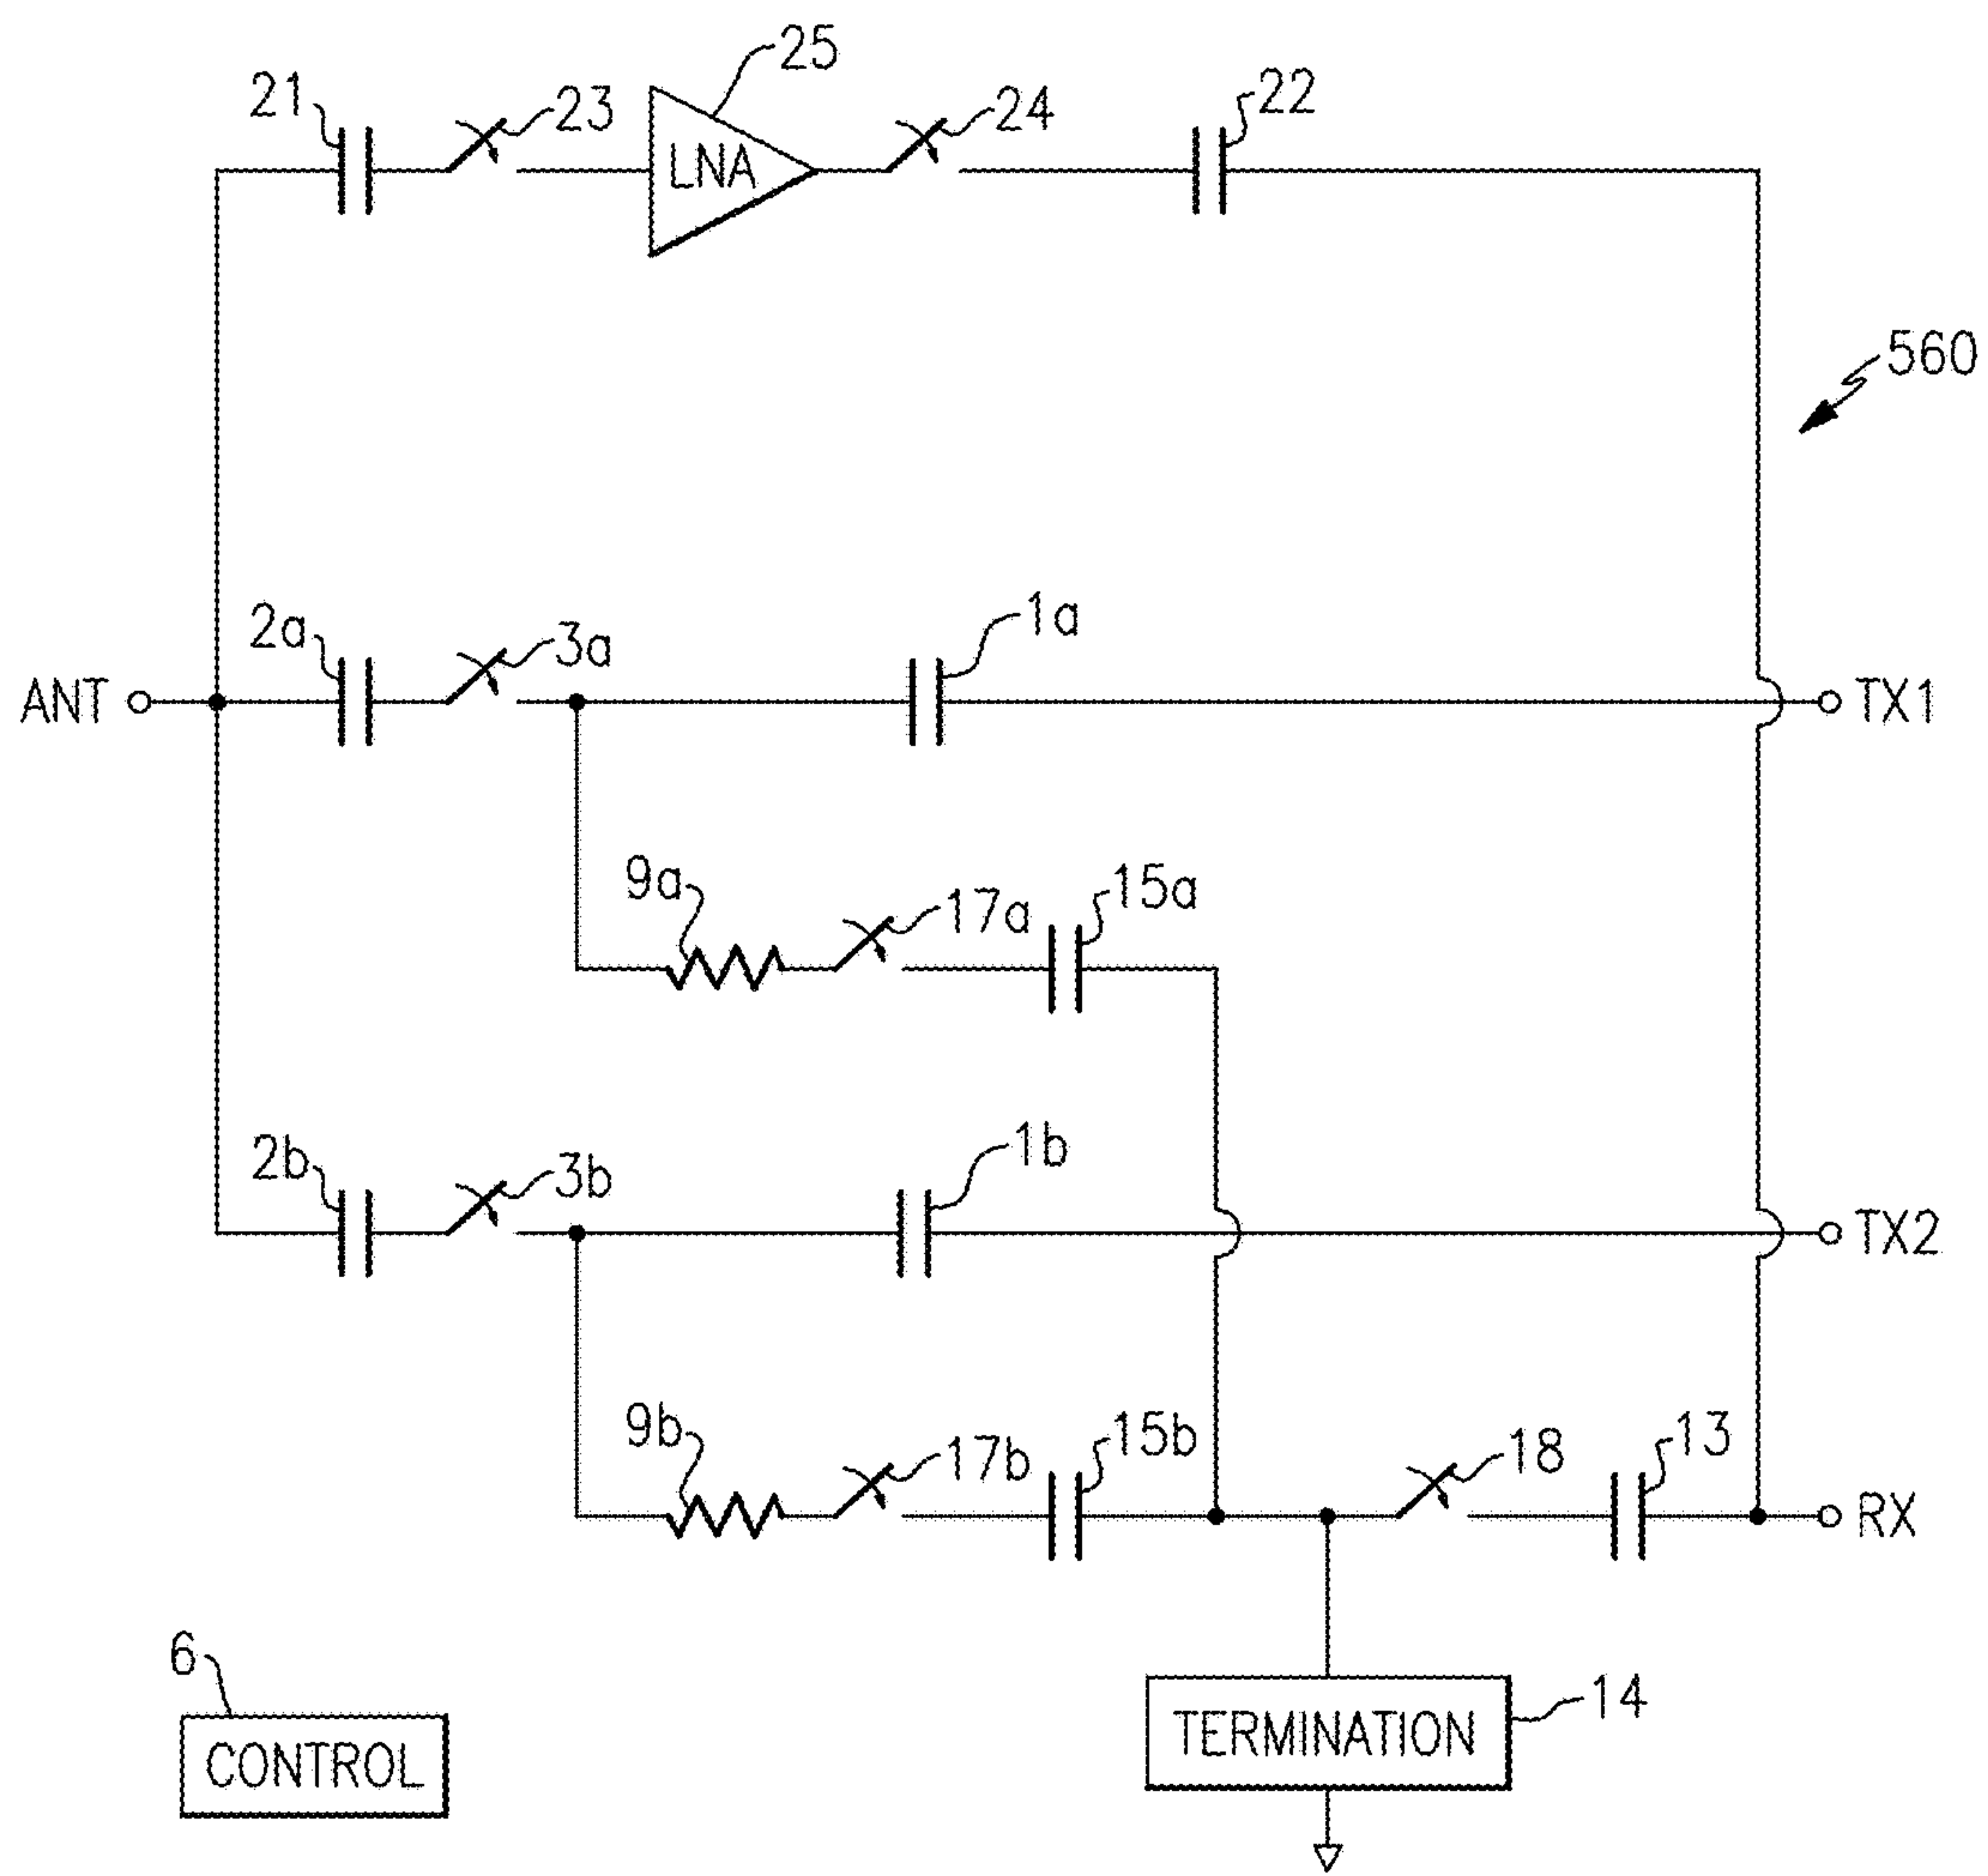 25
21
23
24
22
LNA
560
2a
3a
1a
ANT
TX1
9a
17a
15a
2b
3b
1b
TX2
9b
17b
15b
18
13
RX
6
CONTROL
TERMINATION
14